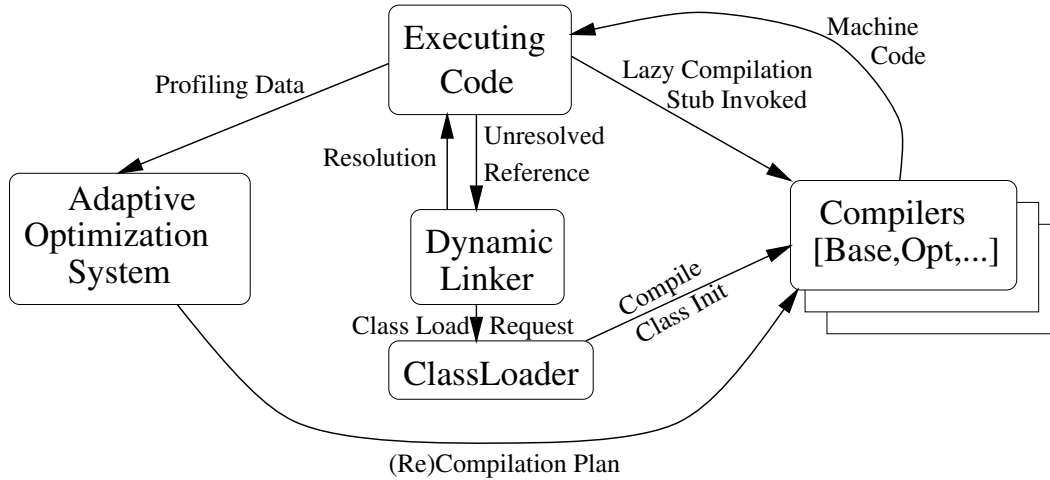 Executing
Code
Machine
Code
Profiling Data
Lazy Compilation
Stub Invoked
Resolution
Unresolved
Reference
Adaptive
Optimization
System
Dynamic
Linker
Compilers
[Base,Opt,...]
Compile
Class Init
Class Load Request
ClassLoader
(Re)Compilation Plan